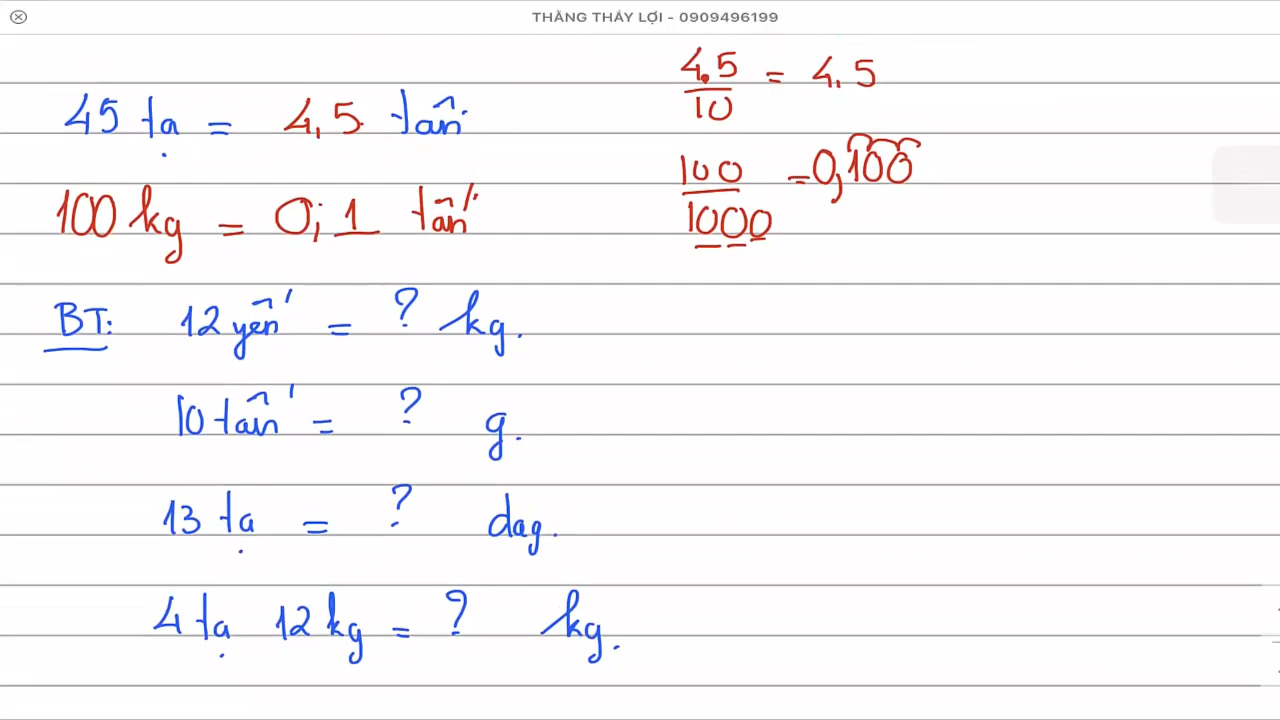 THẦNG THẦY LỢI - 0909496199
45 tạ = 4,5 tấn
4,5/10 = 4,5
100 kg = 0,1 tấn
100/1000 = 0,100
BT: 12 yến = ? kg.
10 tấn = ? g.
13 tạ = ? dag.
4 tạ 12 kg = ? kg.